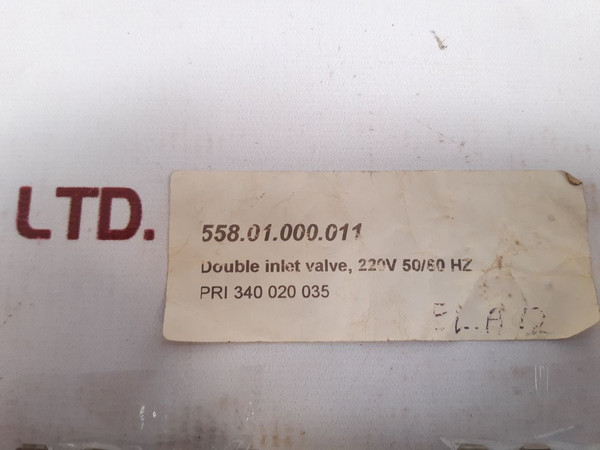 LTD.
558.01.000.011
Double inlet valve, 220V 50/60 HZ
PRI 340 020 035